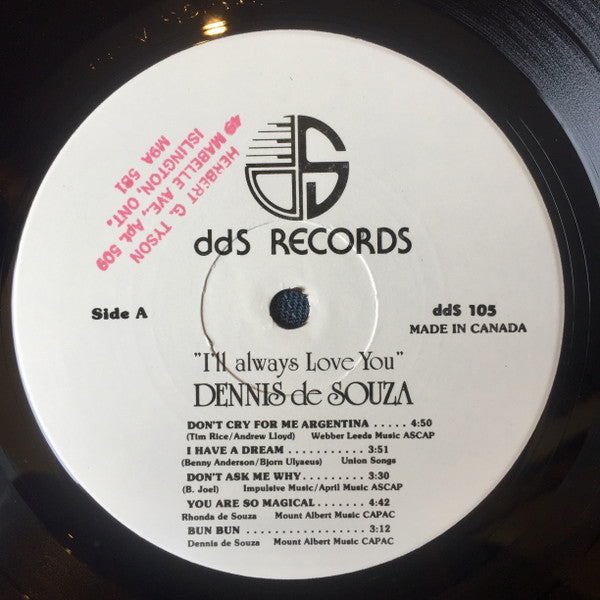 HERBERT G. TYSON
49 MABELLE AVE., Apt. 509
ISLINGTON, ONT.
M9A 5B1
ddS
ddS RECORDS
Side A
ddS 105
MADE IN CANADA
"I'll always Love You"
DENNIS de SOUZA
DON'T CRY FOR ME ARGENTINA ..... 4:50
(Tim Rice/Andrew Lloyd) Webber Leeds Music ASCAP
I HAVE A DREAM ........... 3:51
(Benny Anderson/Bjorn Ulyaeus) Union Songs
DON'T ASK ME WHY.......... 3:30
(B. Joel) Impulsive Music/April Music ASCAP
YOU ARE SO MAGICAL....... 4:42
Rhonda de Souza Mount Albert Music CAPAC
BUN BUN ................ 3:12
Dennis de Souza Mount Albert Music CAPAC